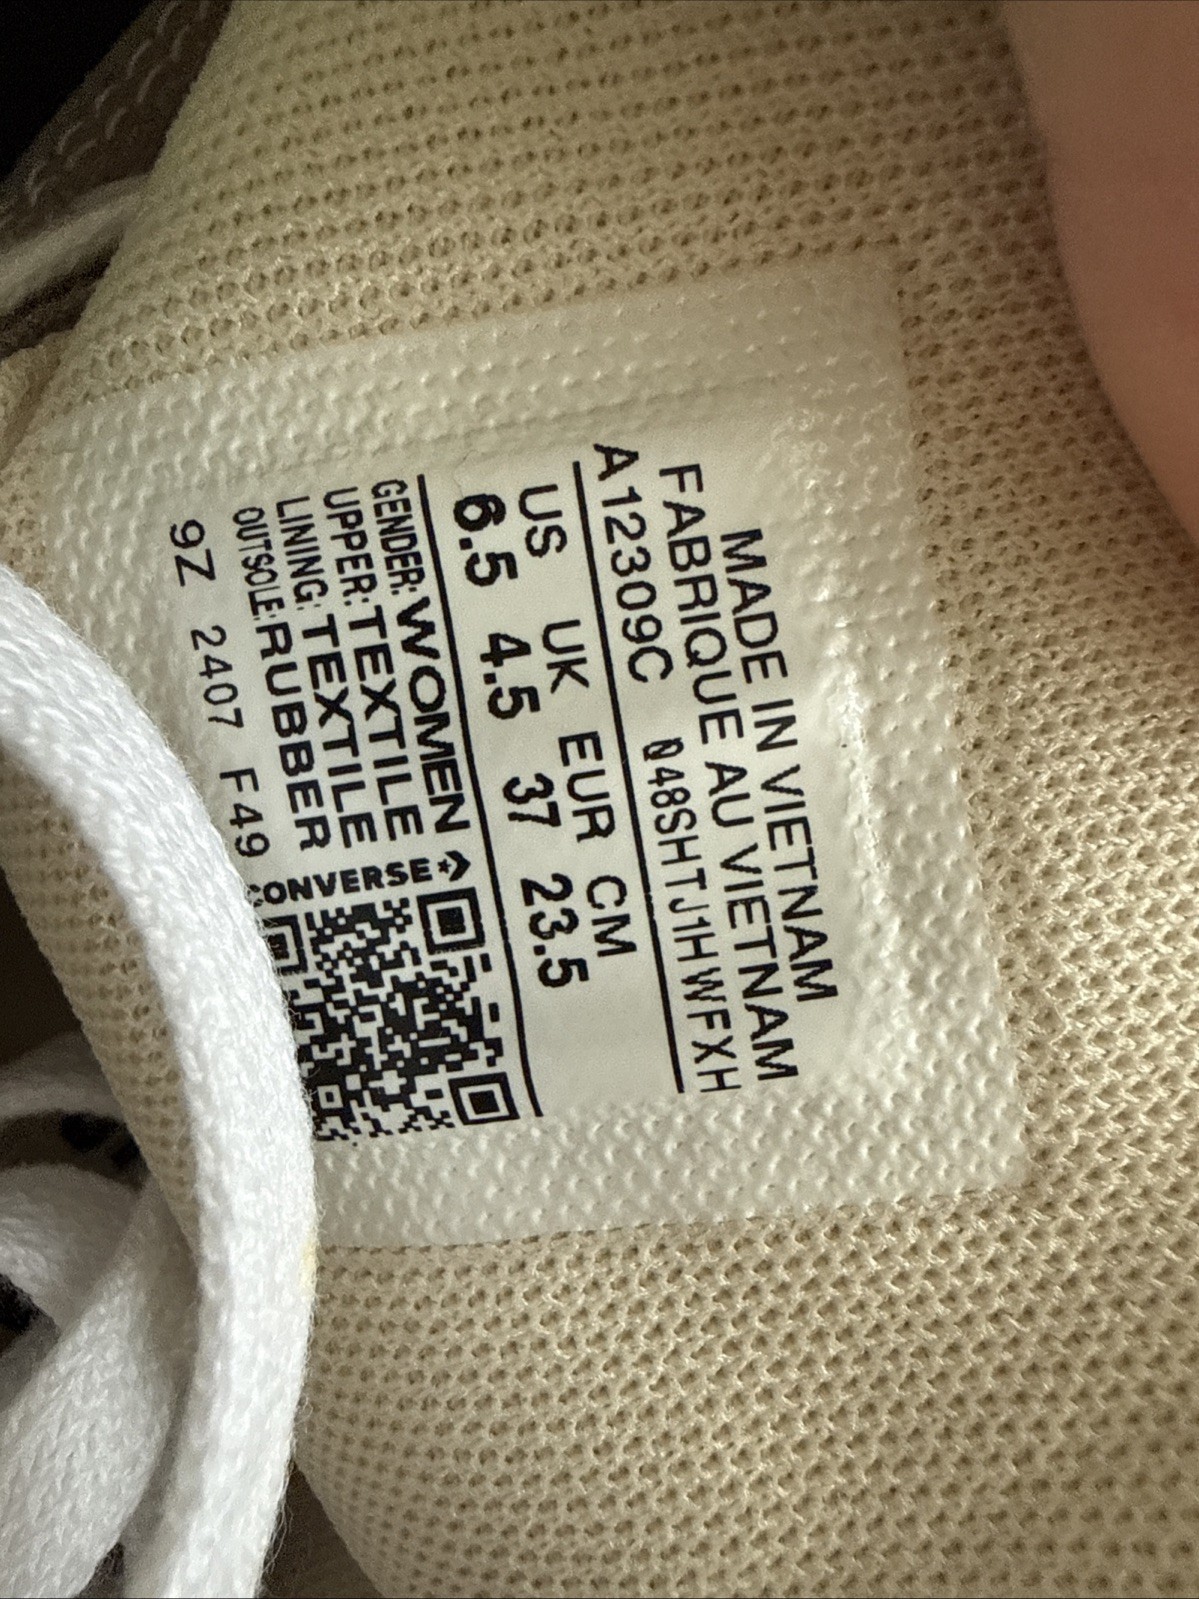 MADE IN VIETNAM
FABRIQUE AU VIETNAM
A12309C Q48SHTJ1HWFXH
US UK EUR CM
6.5 4.5 37 23.5
GENDER: WOMEN
UPPER: TEXTILE
LINING: TEXTILE
OUTSOLE: RUBBER
9Z 2407 F49
CONVERSE